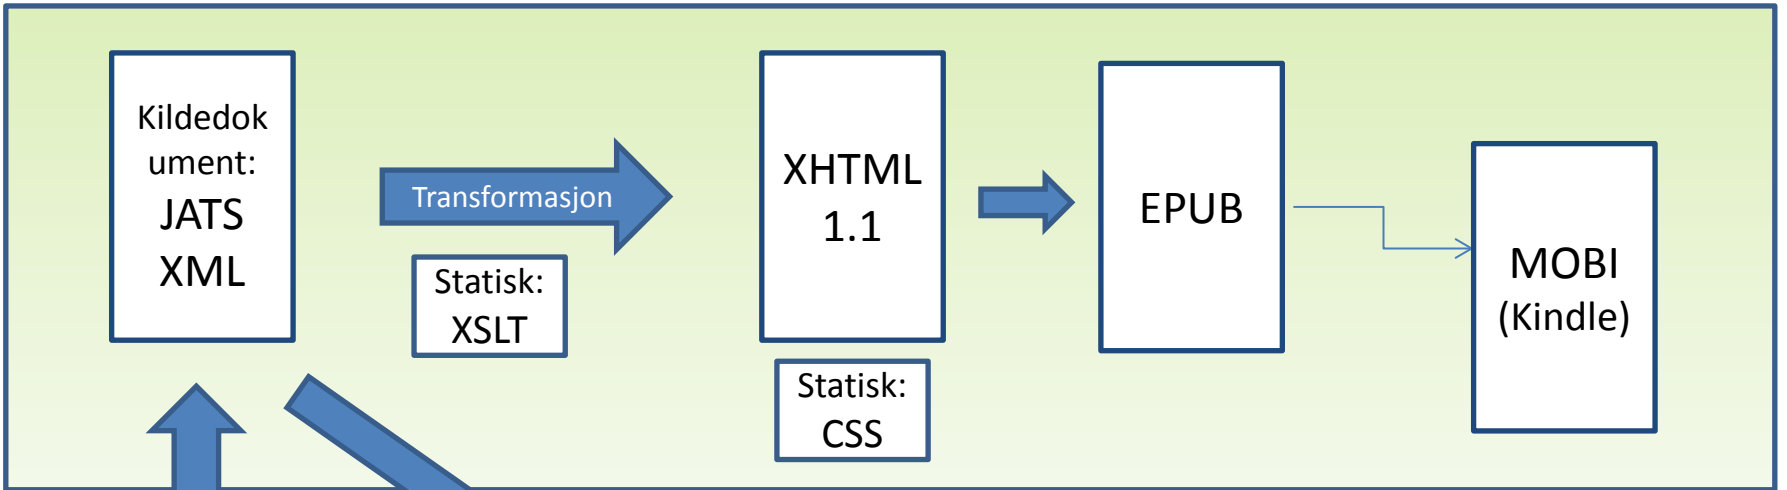 Kildedok
ument:
JATS
XML
Transformasjon
Statisk:
XSLT
XHTML
1.1
Statisk:
CSS
EPUB
MOBI
(Kindle)